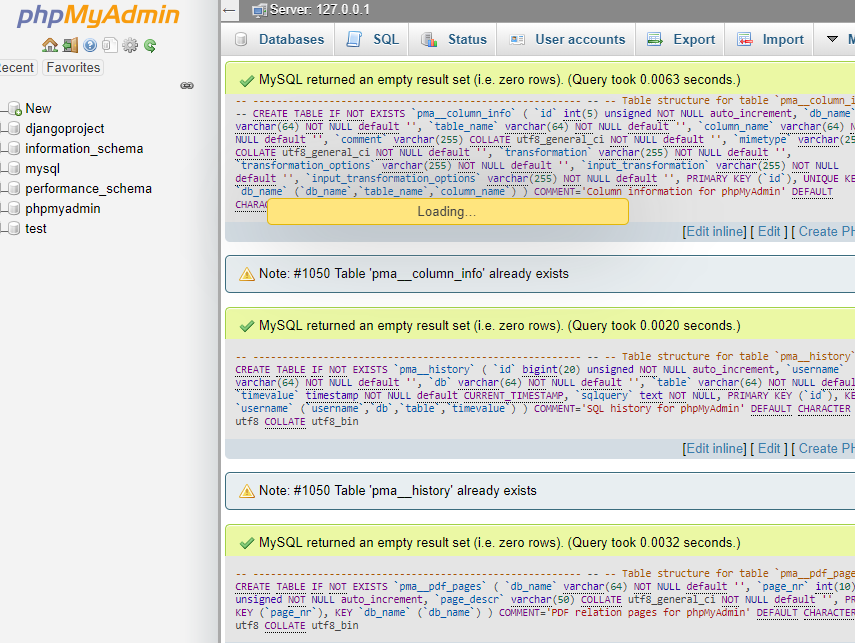 phpMyAdmin
Server: 127.0.0.1
Databases SQL Status User accounts Export Import
ecent Favorites
New
djangoproject
information_schema
mysql
performance_schema
phpmyadmin
test
MySQL returned an empty result set (i.e. zero rows). (Query took 0.0063 seconds.)
-- -------------------------------------------------------- -- -- Table structure for table `pma__column_i
-- CREATE TABLE IF NOT EXISTS `pma__column_info` ( `id` int(5) unsigned NOT NULL auto_increment, `db_name`
varchar(64) NOT NULL default '', `table_name` varchar(64) NOT NULL default '', `column_name` varchar(64) N
NULL default '', `comment` varchar(255) COLLATE utf8_general_ci NOT NULL default '', `mimetype` varchar(25
COLLATE utf8_general_ci NOT NULL default '', `transformation` varchar(255) NOT NULL default '',
`transformation_options` varchar(255) NOT NULL default '', `input_transformation` varchar(255) NOT NULL
default '', `input_transformation_options` varchar(255) NOT NULL default '', PRIMARY KEY (`id`), UNIQUE KE
`db_name` (`db_name`,`table_name`,`column_name`) ) COMMENT='Column information for phpMyAdmin' DEFAULT
CHARA
Loading…
[Edit inline] [ Edit ] [ Create PH
Note: #1050 Table 'pma__column_info' already exists
MySQL returned an empty result set (i.e. zero rows). (Query took 0.0020 seconds.)
-- -------------------------------------------------------- -- -- Table structure for table `pma__history`
CREATE TABLE IF NOT EXISTS `pma__history` ( `id` bigint(20) unsigned NOT NULL auto_increment, `username`
varchar(64) NOT NULL default '', `db` varchar(64) NOT NULL default '', `table` varchar(64) NOT NULL defaul
`timevalue` timestamp NOT NULL default CURRENT_TIMESTAMP, `sqlquery` text NOT NULL, PRIMARY KEY (`id`), KE
`username` (`username`,`db`,`table`,`timevalue`) ) COMMENT='SQL history for phpMyAdmin' DEFAULT CHARACTER
utf8 COLLATE utf8_bin
[Edit inline] [ Edit ] [ Create PH
Note: #1050 Table 'pma__history' already exists
MySQL returned an empty result set (i.e. zero rows). (Query took 0.0032 seconds.)
-- -------------------------------------------------------- -- -- Table structure for table `pma__pdf_page
CREATE TABLE IF NOT EXISTS `pma__pdf_pages` ( `db_name` varchar(64) NOT NULL default '', `page_nr` int(10)
unsigned NOT NULL auto_increment, `page_descr` varchar(50) COLLATE utf8_general_ci NOT NULL default '', PR
KEY (`page_nr`), KEY `db_name` (`db_name`) ) COMMENT='PDF relation pages for phpMyAdmin' DEFAULT CHARACTER
utf8 COLLATE utf8_bin